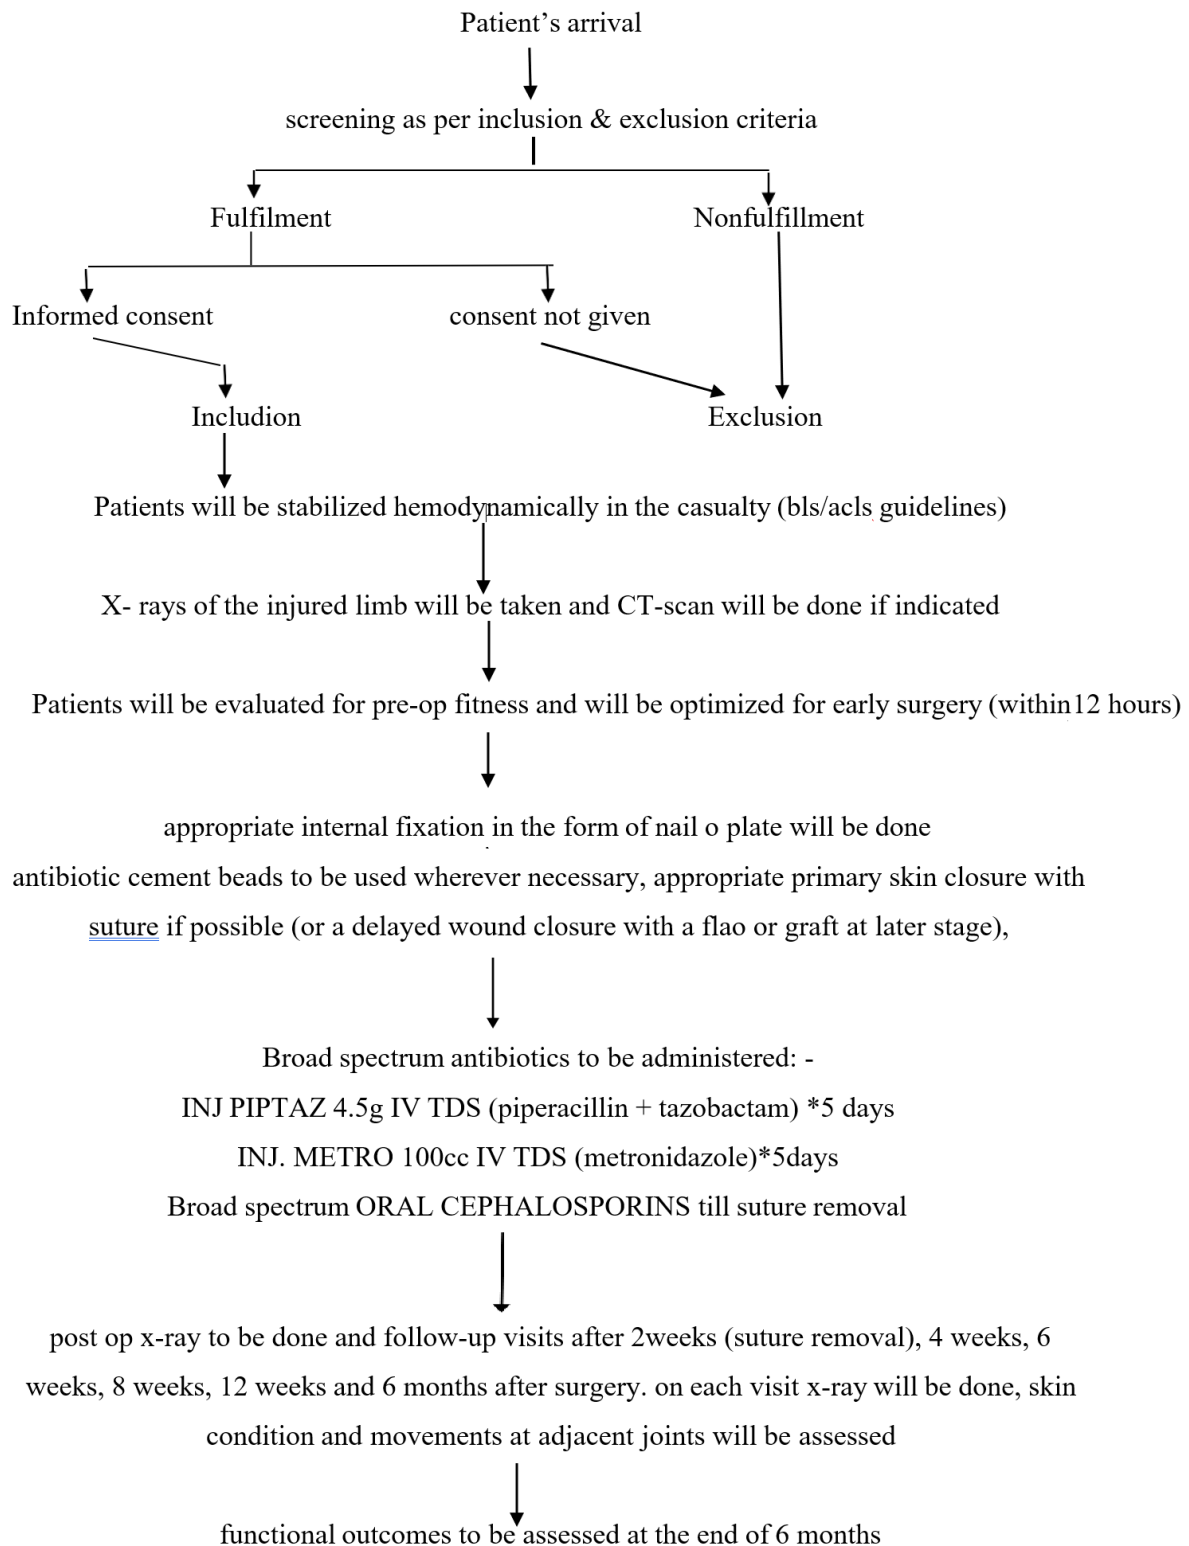 Patient’s arrival
screening as per inclusion & exclusion criteria
Fulfilment
Nonfulfillment
Informed consent
consent not given
Includion
Exclusion
Patients will be stabilized hemodynamically in the casualty (bls/acls guidelines)
X- rays of the injured limb will be taken and CT-scan will be done if indicated
Patients will be evaluated for pre-op fitness and will be optimized for early surgery (within12 hours)
appropriate internal fixation in the form of nail o plate will be done
antibiotic cement beads to be used wherever necessary, appropriate primary skin closure with
suture if possible (or a delayed wound closure with a flao or graft at later stage),
Broad spectrum antibiotics to be administered: -
INJ PIPTAZ 4.5g IV TDS (piperacillin + tazobactam) *5 days
INJ. METRO 100cc IV TDS (metronidazole)*5days
Broad spectrum ORAL CEPHALOSPORINS till suture removal
post op x-ray to be done and follow-up visits after 2weeks (suture removal), 4 weeks, 6
weeks, 8 weeks, 12 weeks and 6 months after surgery. on each visit x-ray will be done, skin
condition and movements at adjacent joints will be assessed
functional outcomes to be assessed at the end of 6 months